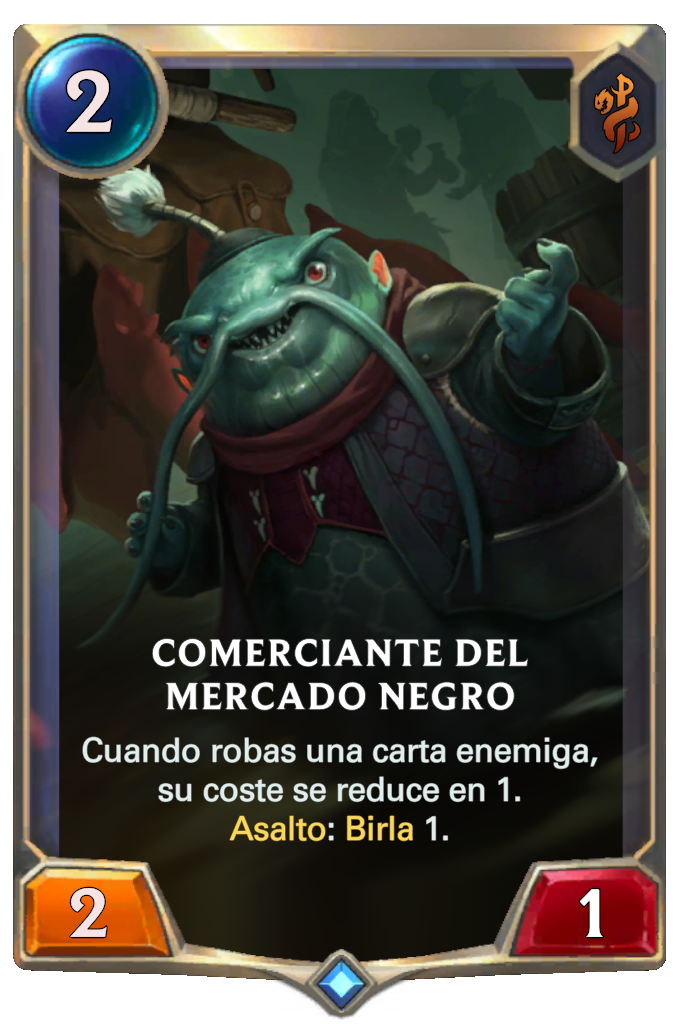 2
COMERCIANTE DEL
MERCADO NEGRO
Cuando robas una carta enemiga,
su coste se reduce en 1.
Asalto: Birla 1.
2
1